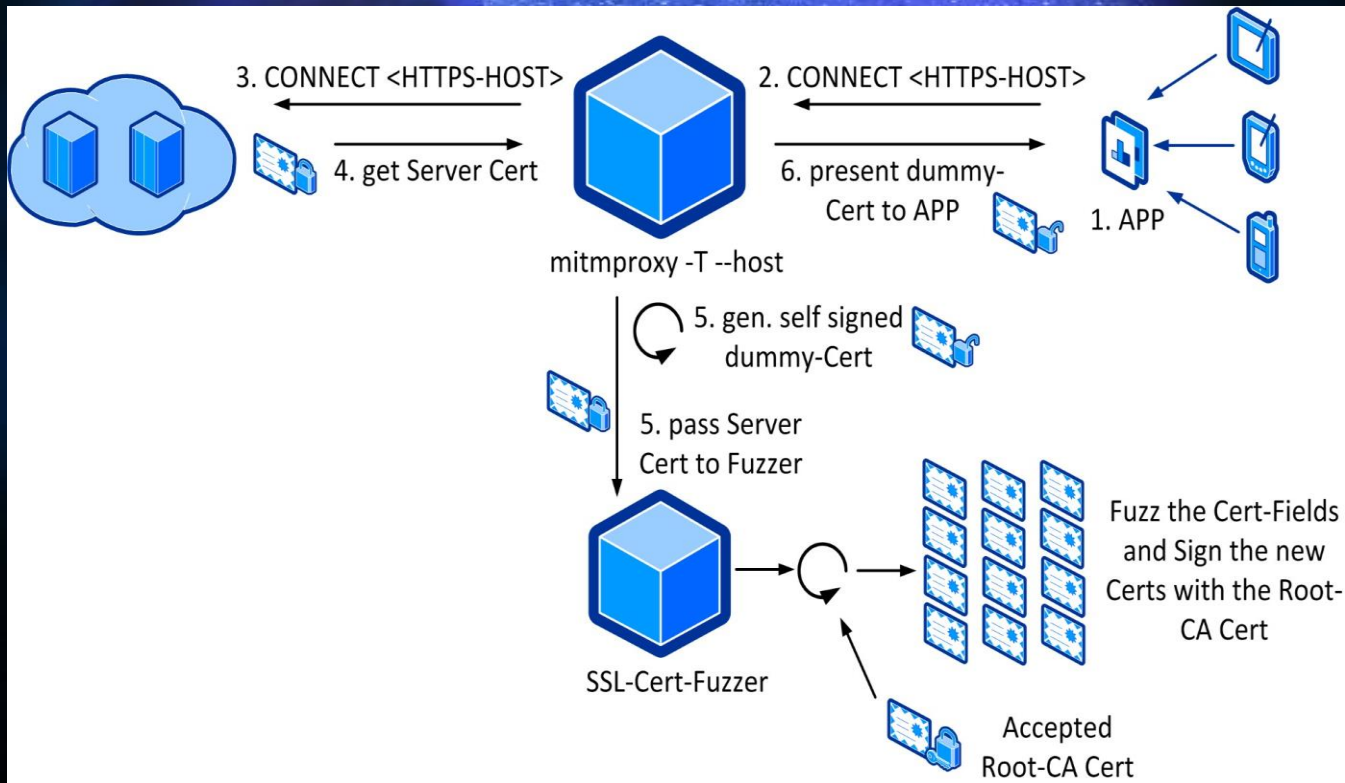 3. CONNECT <HTTPS-HOST>
2. CONNECT <HTTPS-HOST>
4. get Server Cert
6. present dummy-
Cert to APP
1. APP
mitmproxy -T --host
5. gen. self signed
dummy-Cert
5. pass Server
Cert to Fuzzer
Fuzz the Cert-Fields
and Sign the new
Certs with the Root-
CA Cert
SSL-Cert-Fuzzer
Accepted
Root-CA Cert